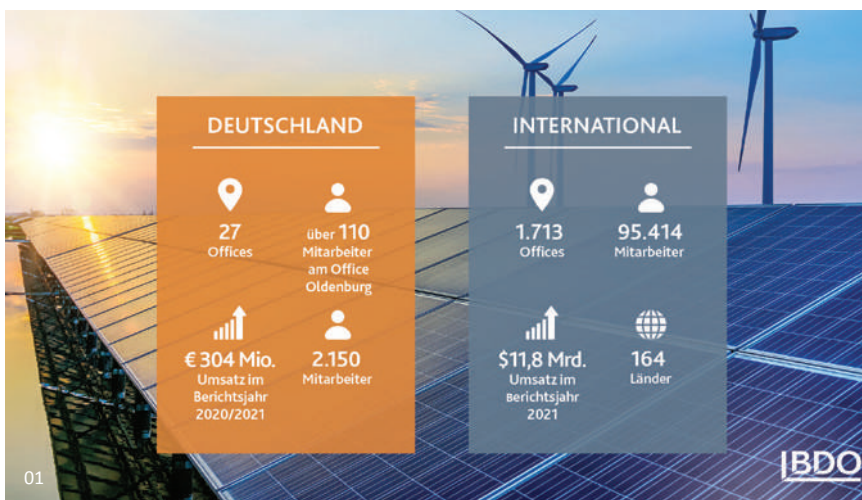 DEUTSCHLAND
27
Offices
über 110
Mitarbeiter
am Office
Oldenburg
€ 304 Mio.
Umsatz im
Berichtsjahr
2020/2021
2.150
Mitarbeiter
INTERNATIONAL
1.713
Offices
95.414
Mitarbeiter
$11,8 Mrd.
Umsatz im
Berichtsjahr
2021
164
Länder
01
BDO